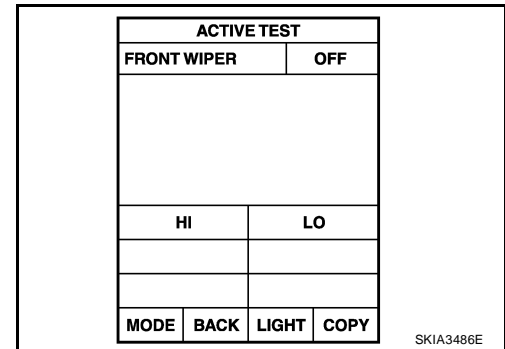 ACTIVE TEST
FRONT WIPER OFF
HI LO
MODE BACK LIGHT COPY
SKIA3486E